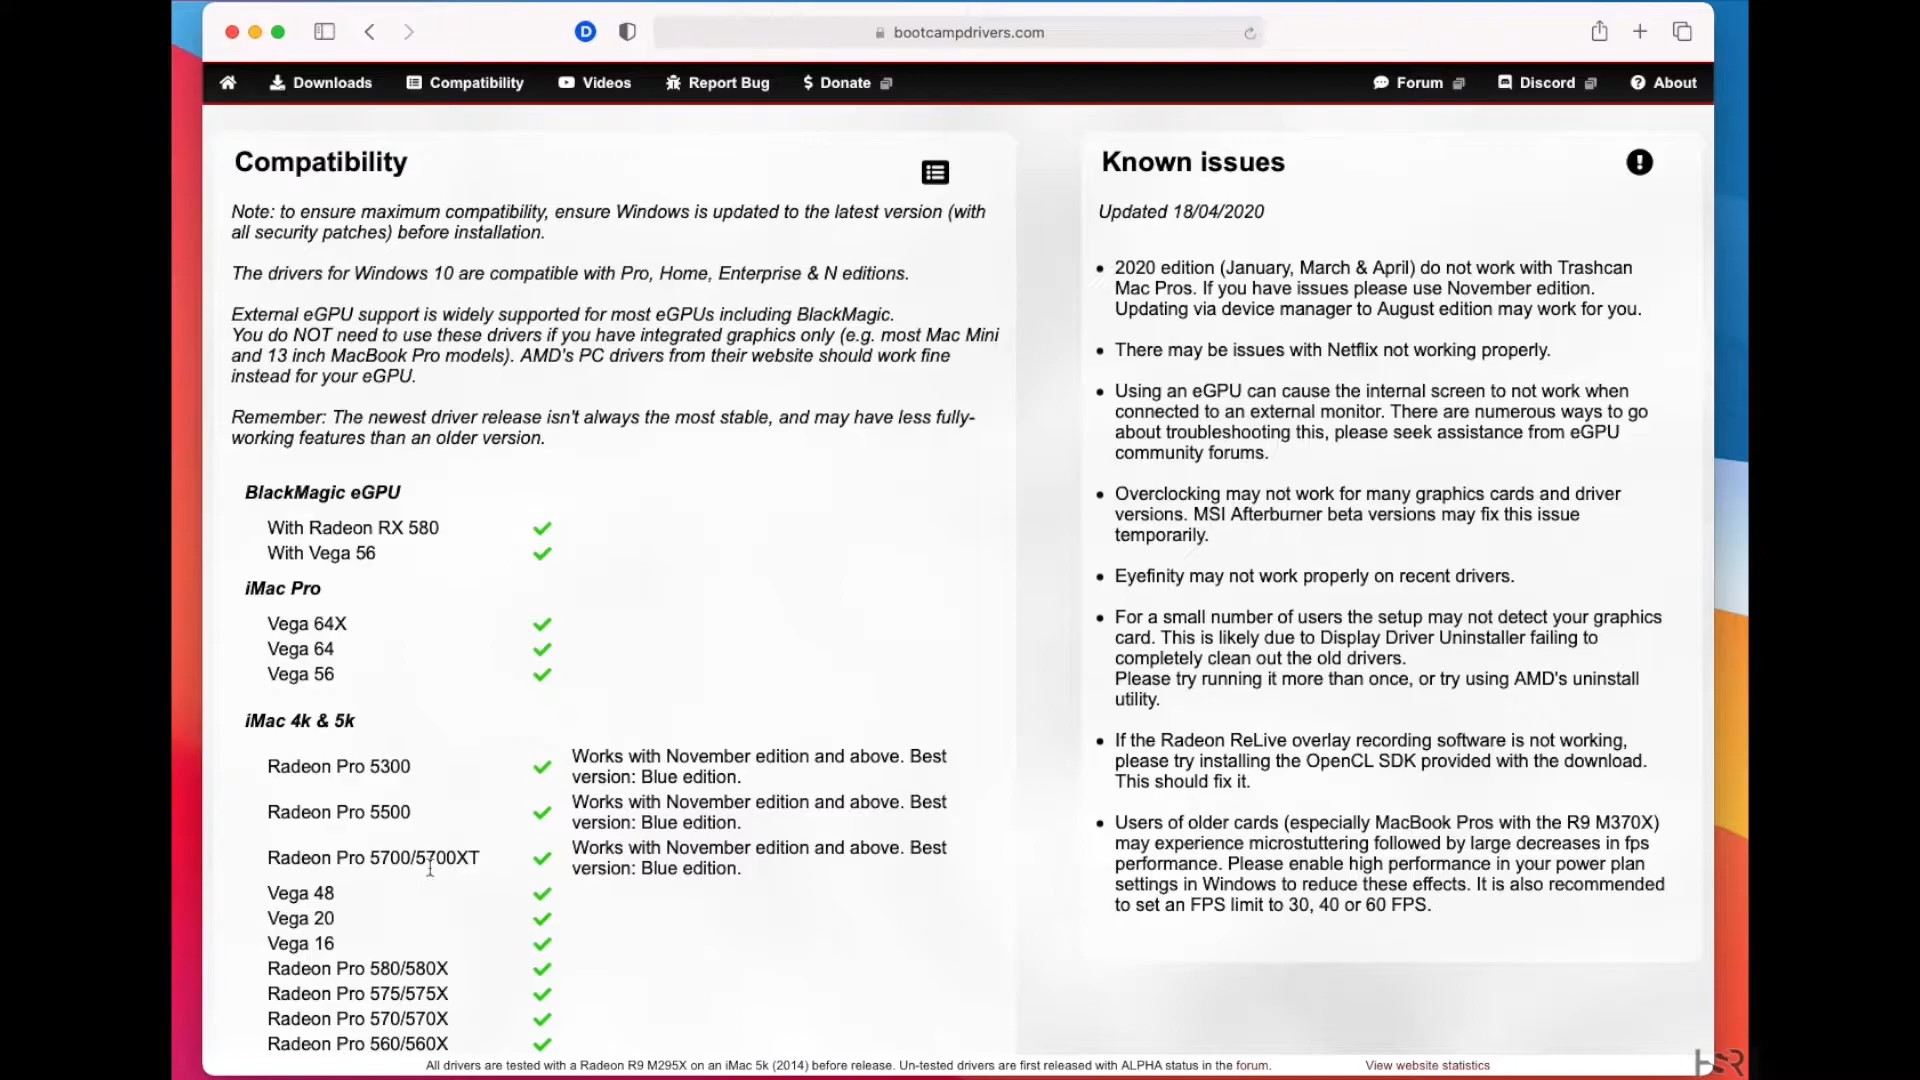 bootcampdrivers.com
Downloads
Compatibility
Videos
Report Bug
Donate
Forum
Discord
About
Compatibility
Note: to ensure maximum compatibility, ensure Windows is updated to the latest version (with
all security patches) before installation.
The drivers for Windows 10 are compatible with Pro, Home, Enterprise & N editions.
External eGPU support is widely supported for most eGPUs including BlackMagic.
You do NOT need to use these drivers if you have integrated graphics only (e.g. most Mac Mini
and 13 inch MacBook Pro models). AMD's PC drivers from their website should work fine
instead for your eGPU.
Remember: The newest driver release isn't always the most stable, and may have less fully-
working features than an older version.
BlackMagic eGPU
With Radeon RX 580
With Vega 56
iMac Pro
Vega 64X
Vega 64
Vega 56
iMac 4k & 5k
Radeon Pro 5300
Works with November edition and above. Best
version: Blue edition.
Radeon Pro 5500
Works with November edition and above. Best
version: Blue edition.
Radeon Pro 5700/5700XT
Works with November edition and above. Best
version: Blue edition.
Vega 48
Vega 20
Vega 16
Radeon Pro 580/580X
Radeon Pro 575/575X
Radeon Pro 570/570X
Radeon Pro 560/560X
Known issues
Updated 18/04/2020
2020 edition (January, March & April) do not work with Trashcan
Mac Pros. If you have issues please use November edition.
Updating via device manager to August edition may work for you.
There may be issues with Netflix not working properly.
Using an eGPU can cause the internal screen to not work when
connected to an external monitor. There are numerous ways to go
about troubleshooting this, please seek assistance from eGPU
community forums.
Overclocking may not work for many graphics cards and driver
versions. MSI Afterburner beta versions may fix this issue
temporarily.
Eyefinity may not work properly on recent drivers.
For a small number of users the setup may not detect your graphics
card. This is likely due to Display Driver Uninstaller failing to
completely clean out the old drivers.
Please try running it more than once, or try using AMD's uninstall
utility.
If the Radeon ReLive overlay recording software is not working,
please try installing the OpenCL SDK provided with the download.
This should fix it.
Users of older cards (especially MacBook Pros with the R9 M370X)
may experience microstuttering followed by large decreases in fps
performance. Please enable high performance in your power plan
settings in Windows to reduce these effects. It is also recommended
to set an FPS limit to 30, 40 or 60 FPS.
All drivers are tested with a Radeon R9 M295X on an iMac 5k (2014) before release. Un-tested drivers are first released with ALPHA status in the forum.
View website statistics